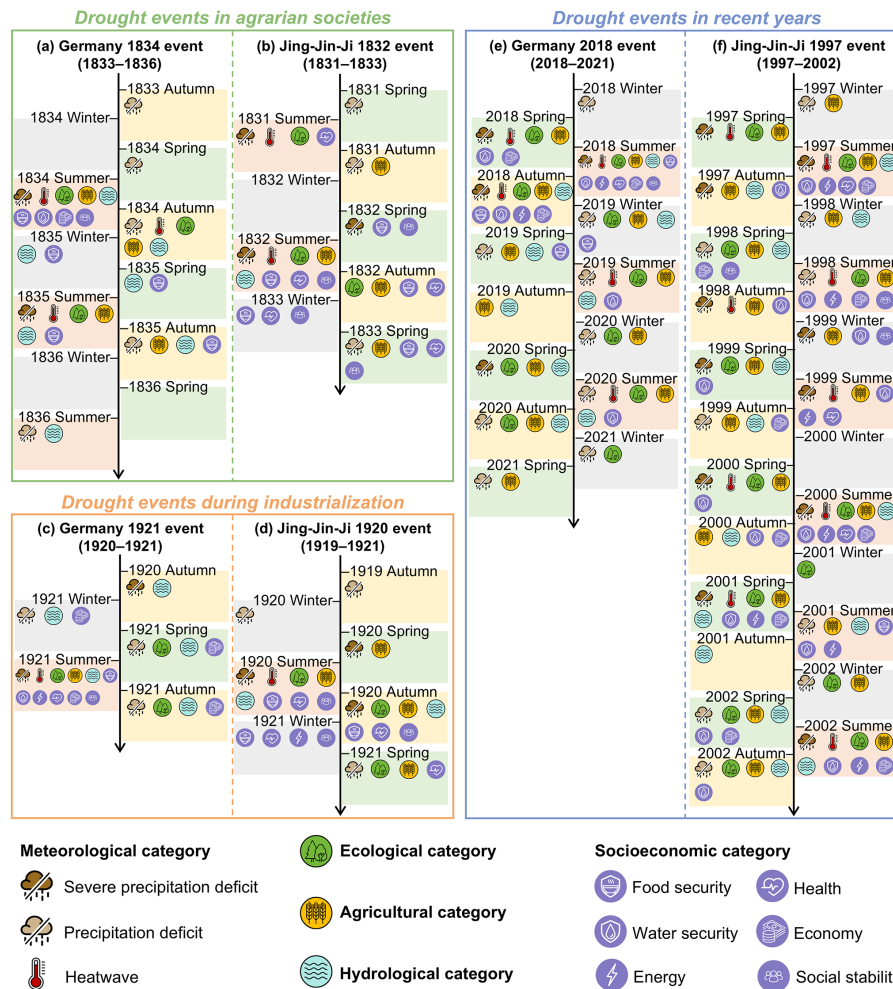 Drought events in agrarian societies
(a) Germany 1834 event
(1833–1836)
1833 Autumn
1834 Winter
1834 Spring
1834 Summer
1834 Autumn
1835 Winter
1835 Spring
1835 Summer
1835 Autumn
1836 Winter
1836 Spring
1836 Summer
(b) Jing-Jin-Ji 1832 event
(1831–1833)
1831 Spring
1831 Summer
1831 Autumn
1832 Winter
1832 Spring
1832 Summer
1832 Autumn
1833 Winter
1833 Spring
Drought events during industrialization
(c) Germany 1921 event
(1920–1921)
1920 Autumn
1921 Winter
1921 Spring
1921 Summer
1921 Autumn
(d) Jing-Jin-Ji 1920 event
(1919–1921)
1919 Autumn
1920 Winter
1920 Spring
1920 Summer
1920 Autumn
1921 Winter
1921 Spring
Drought events in recent years
(e) Germany 2018 event
(2018–2021)
2018 Winter
2018 Spring
2018 Summer
2018 Autumn
2019 Winter
2019 Spring
2019 Summer
2019 Autumn
2020 Winter
2020 Spring
2020 Summer
2020 Autumn
2021 Winter
2021 Spring
(f) Jing-Jin-Ji 1997 event
(1997–2002)
1997 Winter
1997 Spring
1997 Summer
1997 Autumn
1998 Winter
1998 Spring
1998 Summer
1998 Autumn
1999 Winter
1999 Spring
1999 Summer
1999 Autumn
2000 Winter
2000 Spring
2000 Summe
2000 Autumn
2001 Winter
2001 Spring
2001 Summer
2001 Autumn
2002 Winter
2002 Spring
2002 Summe
2002 Autumn
Meteorological category
Severe precipitation deficit
Precipitation deficit
Heatwave
Ecological category
Agricultural category
Hydrological category
Socioeconomic category
Food security
Health
Water security
Economy
Energy
Social stabilit